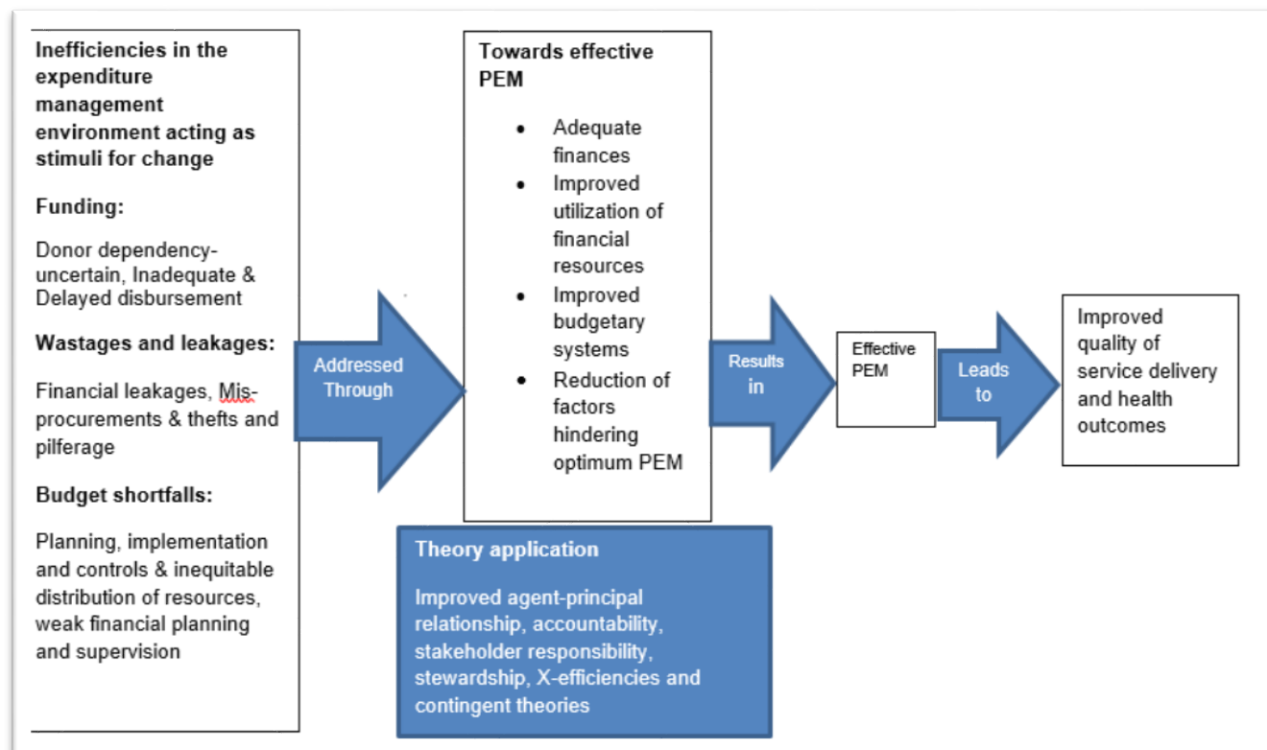 Inefficiencies in the
expenditure
management
environment acting as
stimuli for change
Funding:
Donor dependency-
uncertain, Inadequate &
Delayed disbursement
Wastages and leakages:
Financial leakages, Mis-
procurements & thefts and
pilferage
Budget shortfalls:
Planning, implementation
and controls & inequitable
distribution of resources,
weak financial planning
and supervision
Addressed
Through
Towards effective
PEM
• Adequate
finances
• Improved
utilization of
financial
resources
• Improved
budgetary
systems
• Reduction of
factors
hindering
optimum PEM
Theory application
Improved agent-principal
relationship, accountability,
stakeholder responsibility,
stewardship, X-efficiencies and
contingent theories
Results
in
Effective
PEM
Leads
to
Improved
quality of
service delivery
and health
outcomes